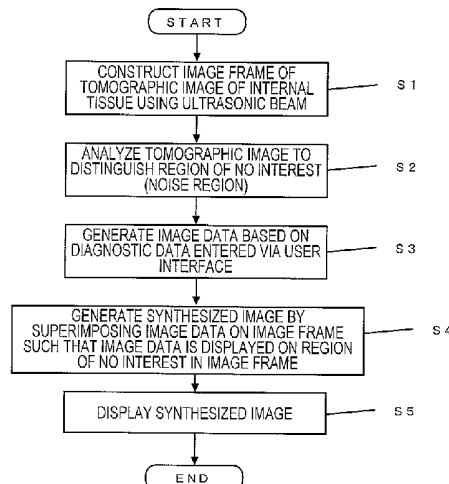 START
CONSTRUCT IMAGE FRAME OF
TOMOGRAPHIC IMAGE OF INTERNAL
TISSUE USING ULTRASONIC BEAM
S1
ANALYZE TOMOGRAPHIC IMAGE TO
DISTINGUISH REGION OF NO INTEREST
(NOISE REGION)
S2
GENERATE IMAGE DATA BASED ON
DIAGNOSTIC DATA ENTERED VIA USER
INTERFACE
S3
GENERATE SYNTHESIZED IMAGE BY
SUPERIMPOSING IMAGE DATA ON IMAGE FRAME
SUCH THAT IMAGE DATA IS DISPLAYED ON REGION
OF NO INTEREST IN IMAGE FRAME
S4
DISPLAY SYNTHESIZED IMAGE
S5
END